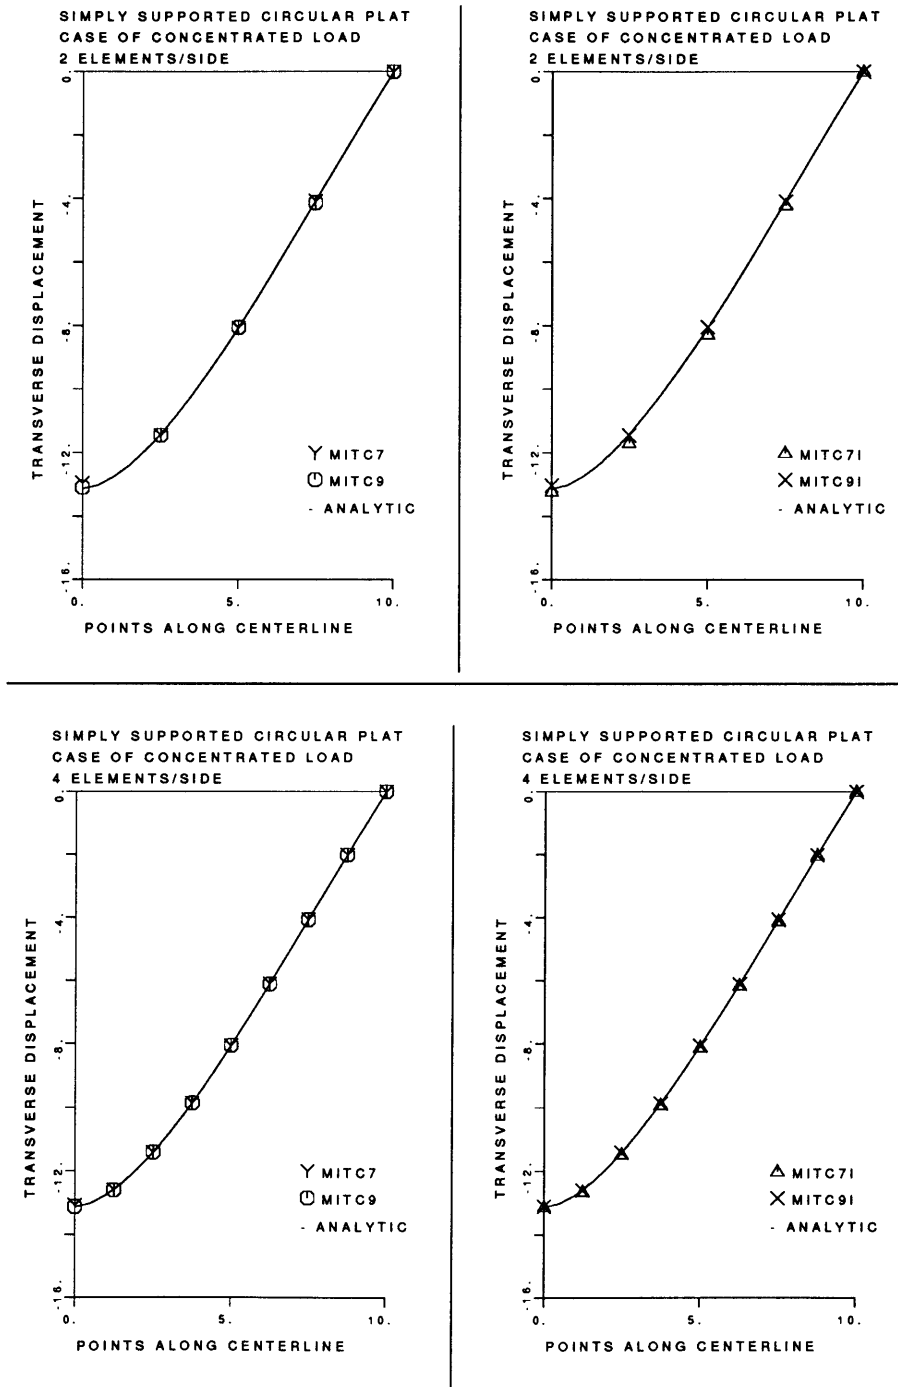 SIMPLY SUPPORTED CIRCULAR PLAT
CASE OF CONCENTRATED LOAD
2 ELEMENTS/SIDE
0.
-4.
-8.
-12.
-16.
TRANSVERSE DISPLACEMENT
MITC7
MITC9
- ANALYTIC
0.
5.
10.
POINTS ALONG CENTERLINE
SIMPLY SUPPORTED CIRCULAR PLAT
CASE OF CONCENTRATED LOAD
2 ELEMENTS/SIDE
0.
-4.
-8.
-12.
-16.
TRANSVERSE DISPLACEMENT
MITC7I
MITC9I
- ANALYTIC
0.
5.
10.
POINTS ALONG CENTERLINE
SIMPLY SUPPORTED CIRCULAR PLAT
CASE OF CONCENTRATED LOAD
4 ELEMENTS/SIDE
0.
-4.
-8.
-12.
-16.
TRANSVERSE DISPLACEMENT
MITC7
MITC9
- ANALYTIC
0.
5.
10.
POINTS ALONG CENTERLINE
SIMPLY SUPPORTED CIRCULAR PLAT
CASE OF CONCENTRATED LOAD
4 ELEMENTS/SIDE
0.
-4.
-8.
-12.
-16.
TRANSVERSE DISPLACEMENT
MITC7I
MITC9I
- ANALYTIC
0.
5.
10.
POINTS ALONG CENTERLINE